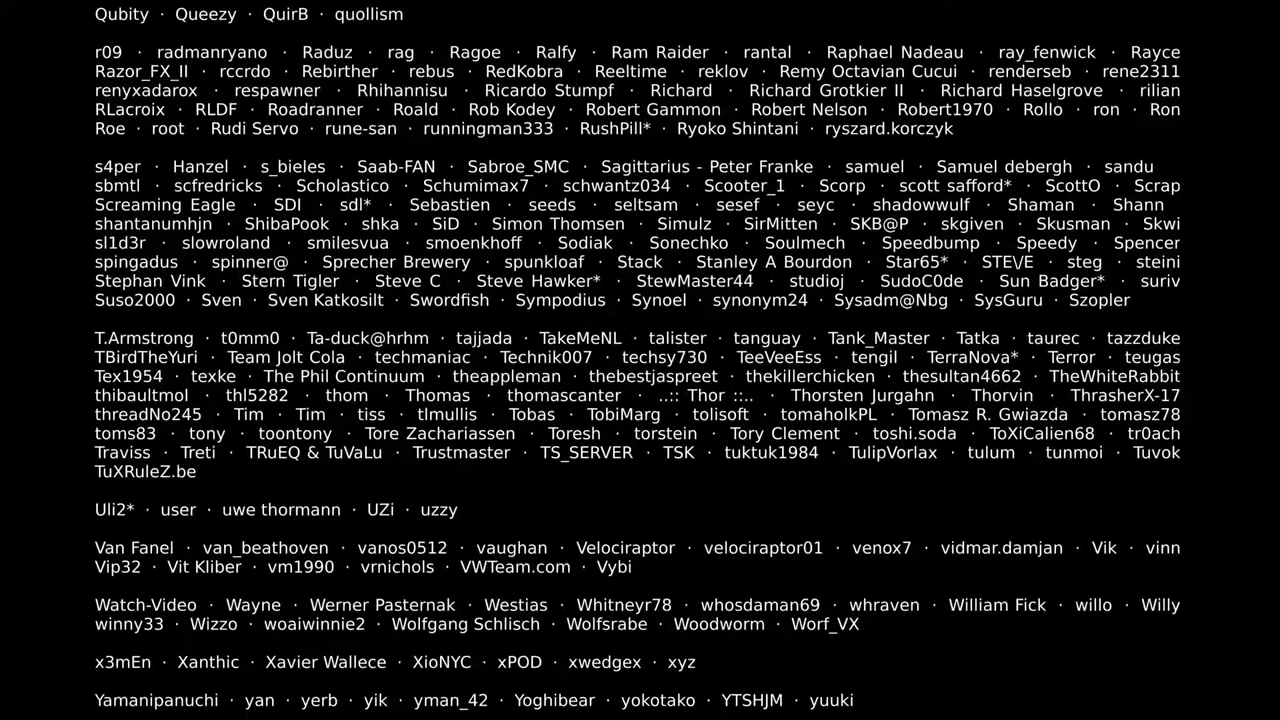 Qubity · Queezy · QuirB · quollism
r09 · radmanryano · Raduz · rag · Ragoe · Ralfy · Ram Raider · rantal · Raphael Nadeau · ray_fenwick · Rayce
Razor_FX_II · rccrdo · Rebirther · rebus · RedKobra · Reeltime · reklov · Remy Octavian Cucui · renderseb · rene2311
renyxadarox · respawner · Rhihannisu · Ricardo Stumpf · Richard · Richard Grotkier II · Richard Haselgrove · rilian
RLacroix · RLDF · Roadranner · Roald · Rob Kodey · Robert Gammon · Robert Nelson · Robert1970 · Rollo · ron · Ron
Roe · root · Rudi Servo · rune-san · runningman333 · RushPill* · Ryoko Shintani · ryszard.korczyk
s4per · Hanzel · s_bieles · Saab-FAN · Sabroe_SMC · Sagittarius - Peter Franke · samuel · Samuel debergh · sandu
sbmtl · scfredricks · Scholastico · Schumimax7 · schwantz034 · Scooter_1 · Scorp · scott safford* · ScottO · Scrap
Screaming Eagle · SDI · sdl* · Sebastien · seeds · seltsam · sesef · seyc · shadowwulf · Shaman · Shann
shantanumhjn · ShibaPook · shka · SiD · Simon Thomsen · Simulz · SirMitten · SKB@P · skgiven · Skusman · Skwi
sl1d3r · slowroland · smilesvua · smoenkhoff · Sodiak · Sonechko · Soulmech · Speedbump · Speedy · Spencer
spingadus · spinner@ · Sprecher Brewery · spunkloaf · Stack · Stanley A Bourdon · Star65* · STE\/E · steg · steini
Stephan Vink · Stern Tigler · Steve C · Steve Hawker* · StewMaster44 · studioj · SudoC0de · Sun Badger* · suriv
Suso2000 · Sven · Sven Katkosilt · Swordfish · Sympodius · Synoel · synonym24 · Sysadm@Nbg · SysGuru · Szopler
T.Armstrong · t0mm0 · Ta-duck@hrhm · tajjada · TakeMeNL · talister · tanguay · Tank_Master · Tatka · taurec · tazzduke
TBirdTheYuri · Team Jolt Cola · techmaniac · Technik007 · techsy730 · TeeVeeEss · tengil · TerraNova* · Terror · teugas
Tex1954 · texke · The Phil Continuum · theappleman · thebestjaspreet · thekillerchicken · thesultan4662 · TheWhiteRabbit
thibaultmol · thl5282 · thom · Thomas · thomascanter · ..:: Thor ::.. · Thorsten Jurgahn · Thorvin · ThrasherX-17
threadNo245 · Tim · Tim · tiss · tlmullis · Tobas · TobiMarg · tolisoft · tomaholkPL · Tomasz R. Gwiazda · tomasz78
toms83 · tony · toontony · Tore Zachariassen · Toresh · torstein · Tory Clement · toshi.soda · ToXiCalien68 · tr0ach
Traviss · Treti · TRuEQ & TuVaLu · Trustmaster · TS_SERVER · TSK · tuktuk1984 · TulipVorlax · tulum · tunmoi · Tuvok
TuXRuleZ.be
Uli2* · user · uwe thormann · UZi · uzzy
Van Fanel · van_beathoven · vanos0512 · vaughan · Velociraptor · velociraptor01 · venox7 · vidmar.damjan · Vik · vinn
Vip32 · Vit Kliber · vm1990 · vrnichols · VWTeam.com · Vybi
Watch-Video · Wayne · Werner Pasternak · Westias · Whitneyr78 · whosdaman69 · whraven · William Fick · willo · Willy
winny33 · Wizzo · woaiwinnie2 · Wolfgang Schlisch · Wolfsrabe · Woodworm · Worf_VX
x3mEn · Xanthic · Xavier Wallece · XioNYC · xPOD · xwedgex · xyz
Yamanipanuchi · yan · yerb · yik · yman_42 · Yoghibear · yokotako · YTSHJM · yuuki